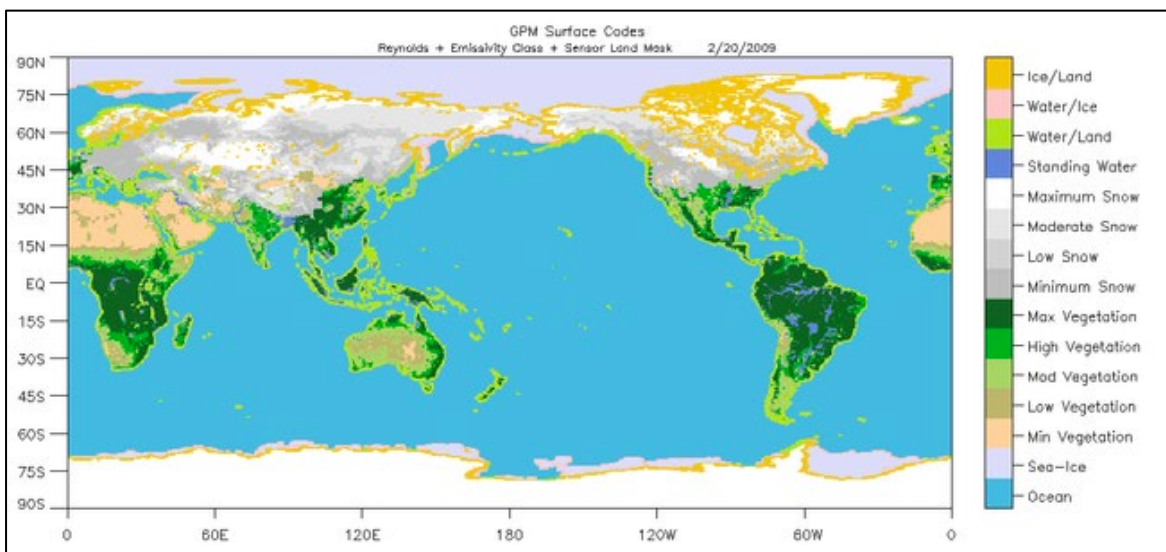 GPM Surface Codes
Reynolds + Emissivity Class + Sensor Land Mask 2/20/2009
90N
75N
60N
45N
30N
15N
EQ
15S
30S
45S
60S
75S
90S
0 60E 120E 180 120W 60W 0
Ice/Land
Water/Ice
Water/Land
Standing Water
Maximum Snow
Moderate Snow
Low Snow
Minimum Snow
Max Vegetation
High Vegetation
Mod Vegetation
Low Vegetation
Min Vegetation
Sea-Ice
Ocean